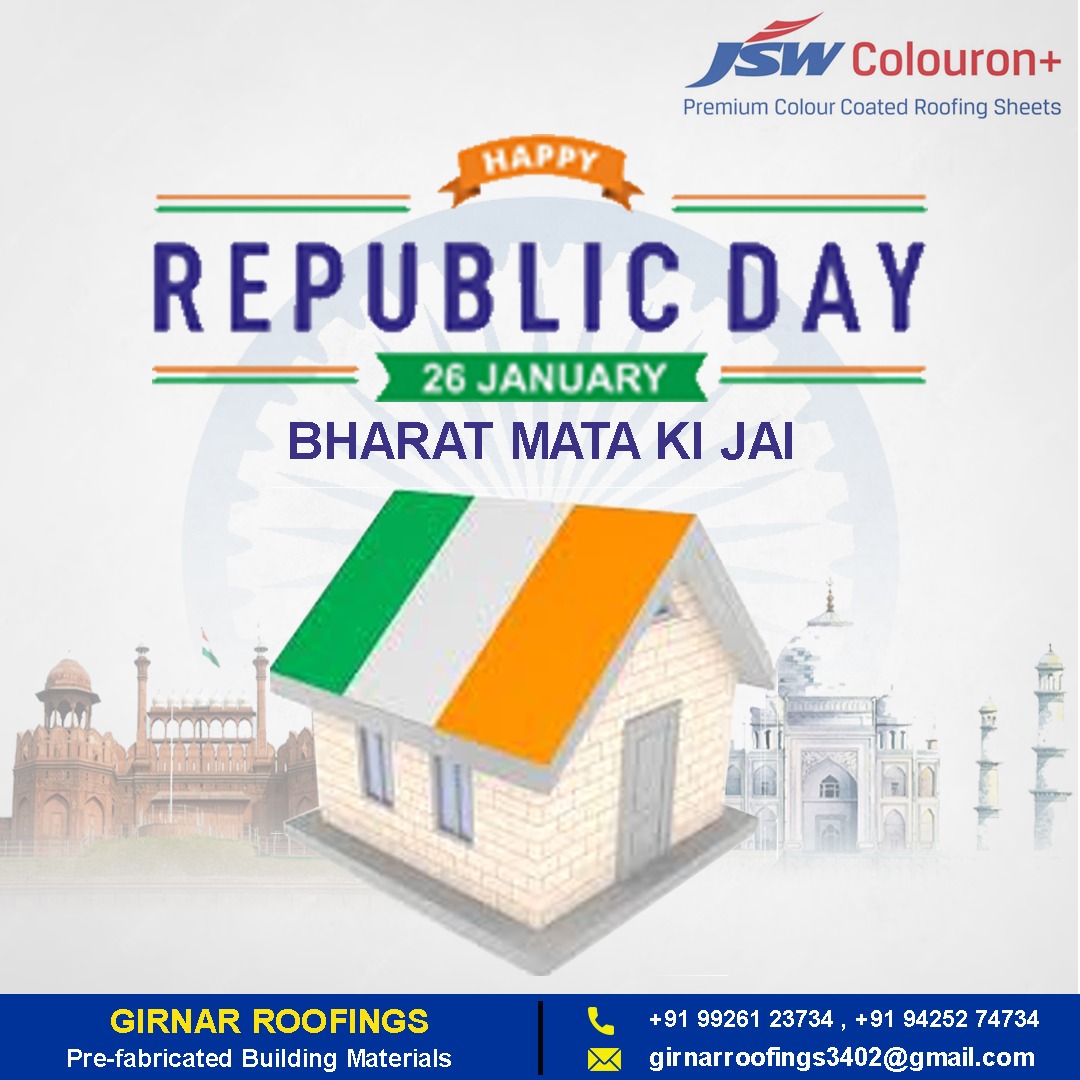 JSW Colouron+
Premium Colour Coated Roofing Sheets
HAPPY
REPUBLIC DAY
26 JANUARY
BHARAT MATA KI JAI
GIRNAR ROOFINGS
Pre-fabricated Building Materials
+91 99261 23734 , +91 94252 74734
girnarroofings3402@gmail.com